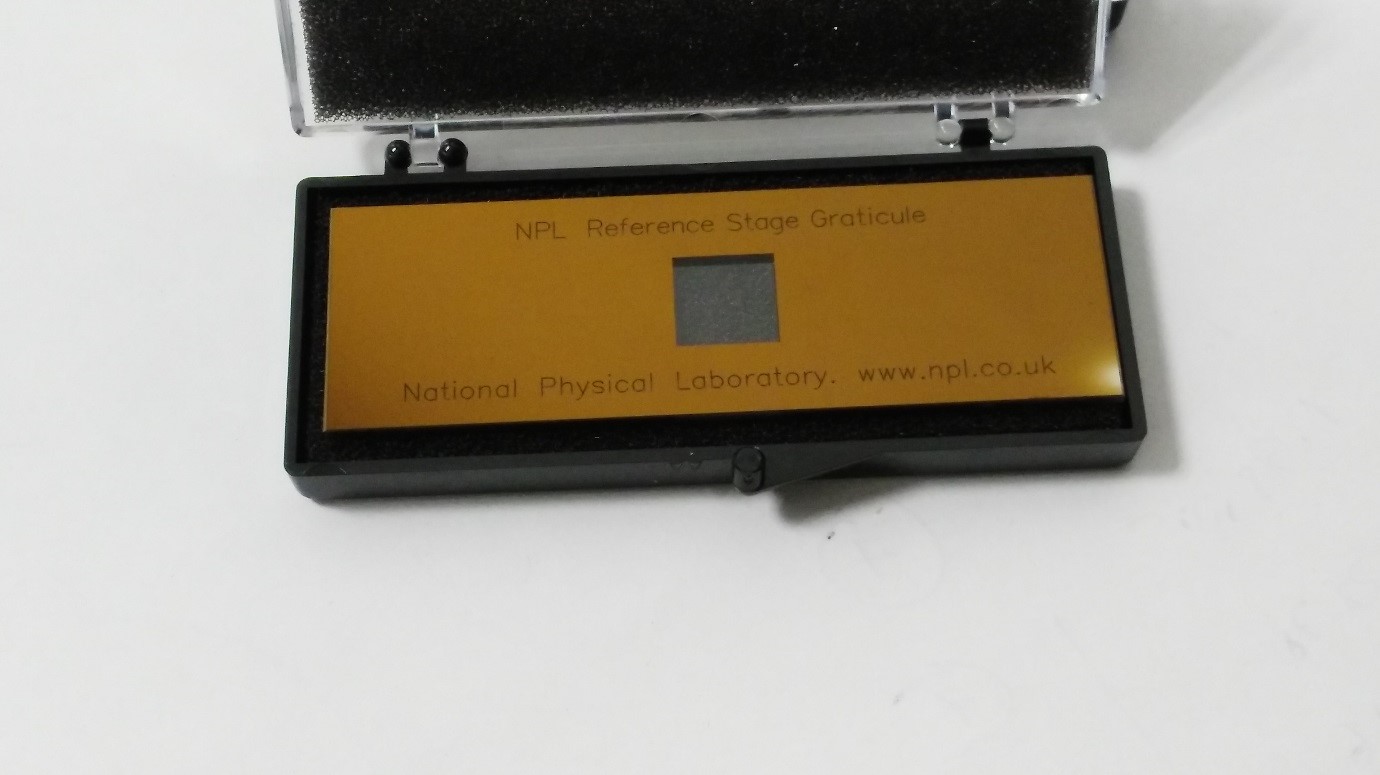 NPL Reference Stage Graticule
National Physical Laboratory. www.npl.co.uk